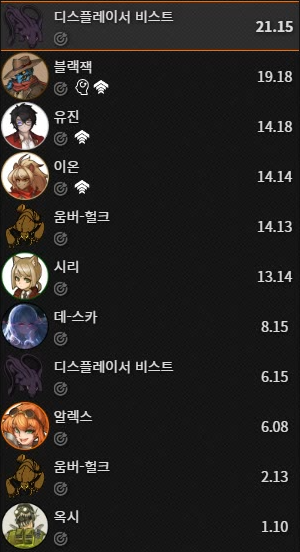 디스플레이서 비스트
21.15
블랙잭
19.18
유진
14.18
이온
14.14
움버-헐크
14.13
시리
13.14
데-스카
8.15
디스플레이서 비스트
6.15
알렉스
6.08
움버-헐크
2.13
옥시
1.10